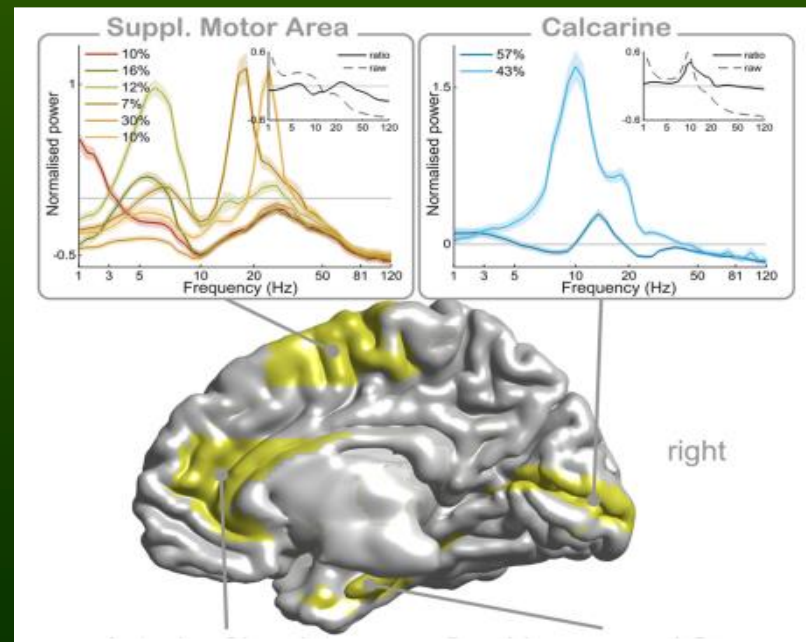 Suppl. Motor Area
10%
16%
12%
7%
30%
10%
ratio
raw
0.6
-0.6
1 5 10 20 50 120
1
-0.5
Normalised power
1 3 5 10 20 50 80 120
Frequency (Hz)
Calcarine
57%
43%
ratio
raw
0.6
-0.6
1 5 10 20 50 120
1.5
0
Normalised power
1 3 5 10 20 50 81 120
Frequency (Hz)
right